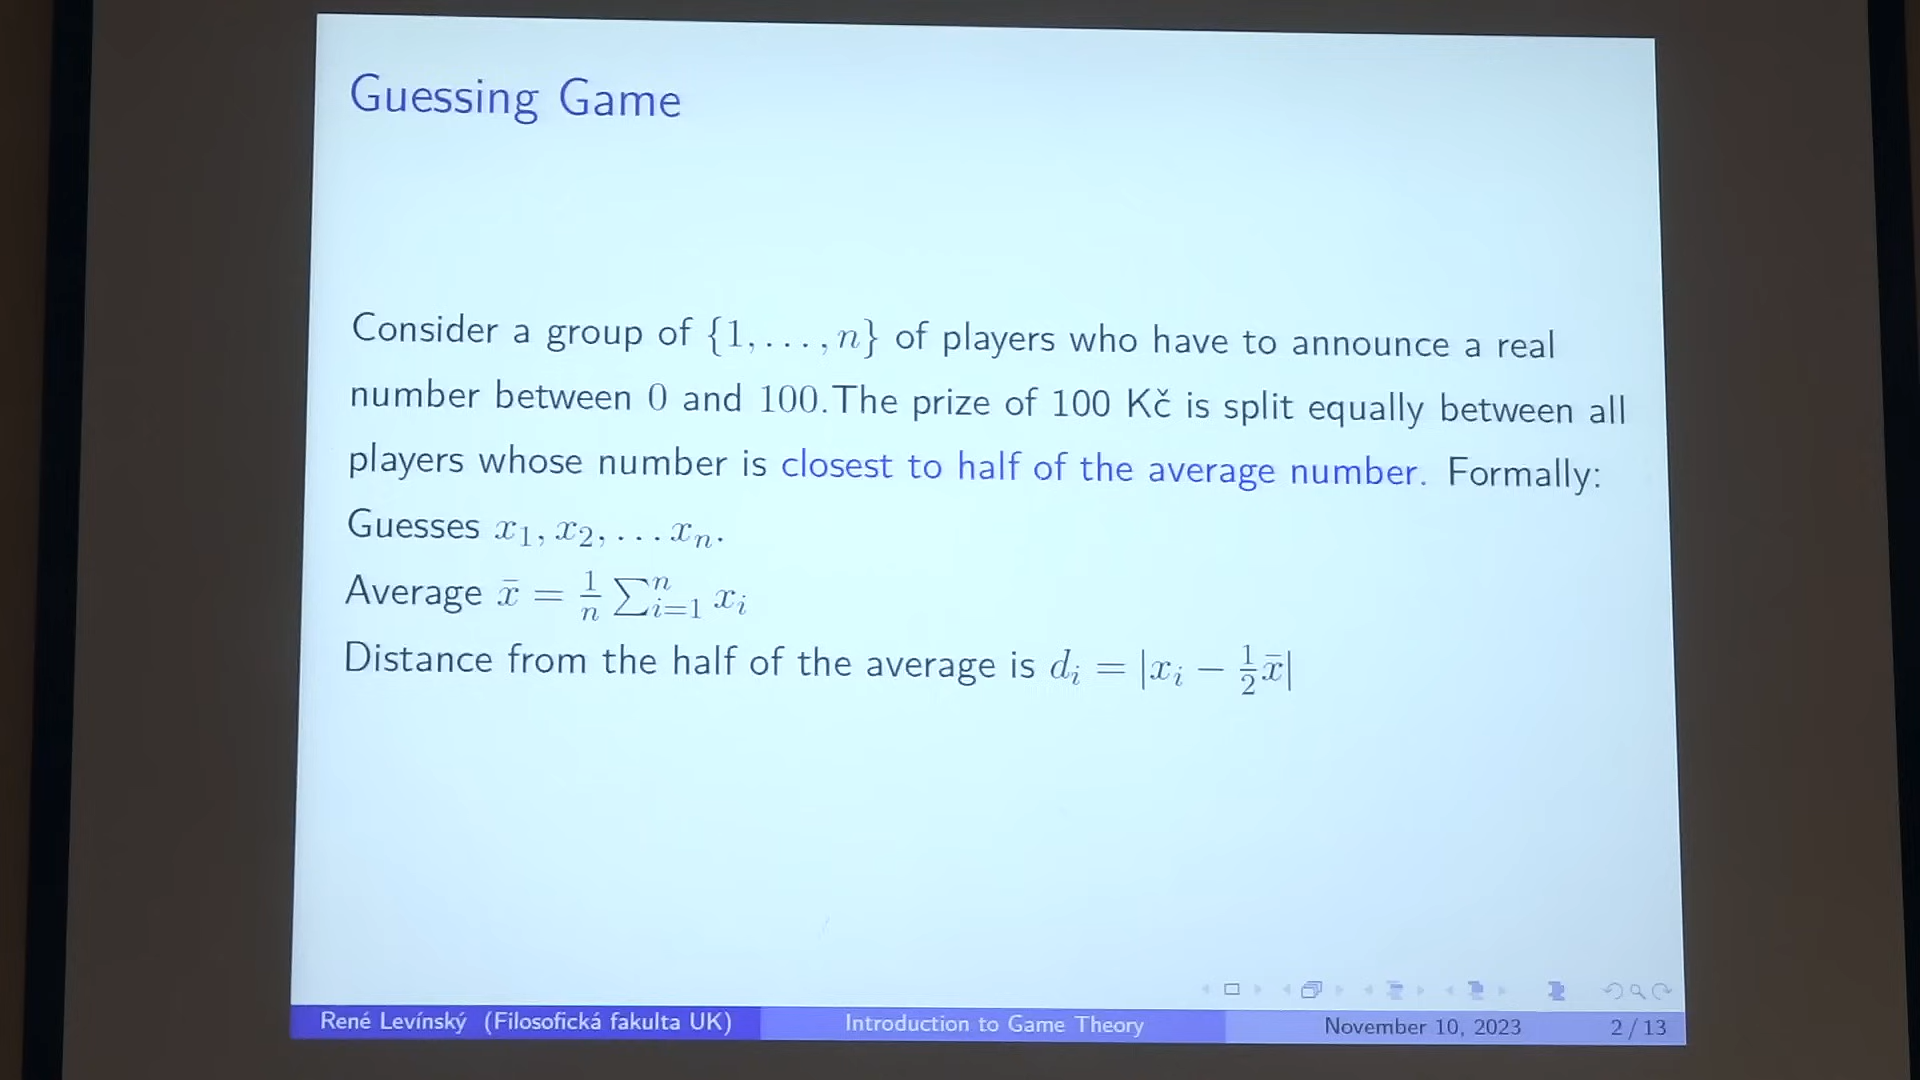 Guessing Game
Consider a group of {1, . . . , n} of players who have to announce a real
number between 0 and 100.The prize of 100 Kč is split equally between all
players whose number is closest to half of the average number. Formally:
Guesses x₁, x₂, . . . xₙ.
Average x̄ = 1/n ∑ⁿᵢ₌₁ xᵢ
Distance from the half of the average is dᵢ = |xᵢ − ½x̄|
René Levínský (Filosofická fakulta UK) Introduction to Game Theory November 10, 2023 2 / 13